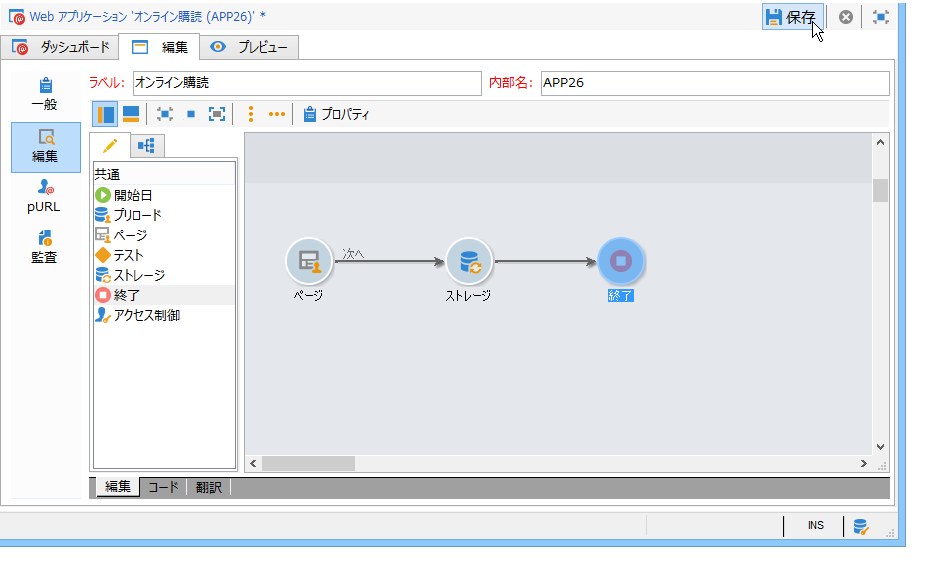 Web アプリケーション 'オンライン購読 (APP26)' *
保存
ダッシュボード 編集 プレビュー
ラベル: オンライン購読 内部名: APP26
プロパティ
一般
編集
pURL
監査
共通
開始日
プリロード
ページ
テスト
ストレージ
終了
アクセス制御
次へ
ページ ストレージ 終了
編集 コード 翻訳
INS